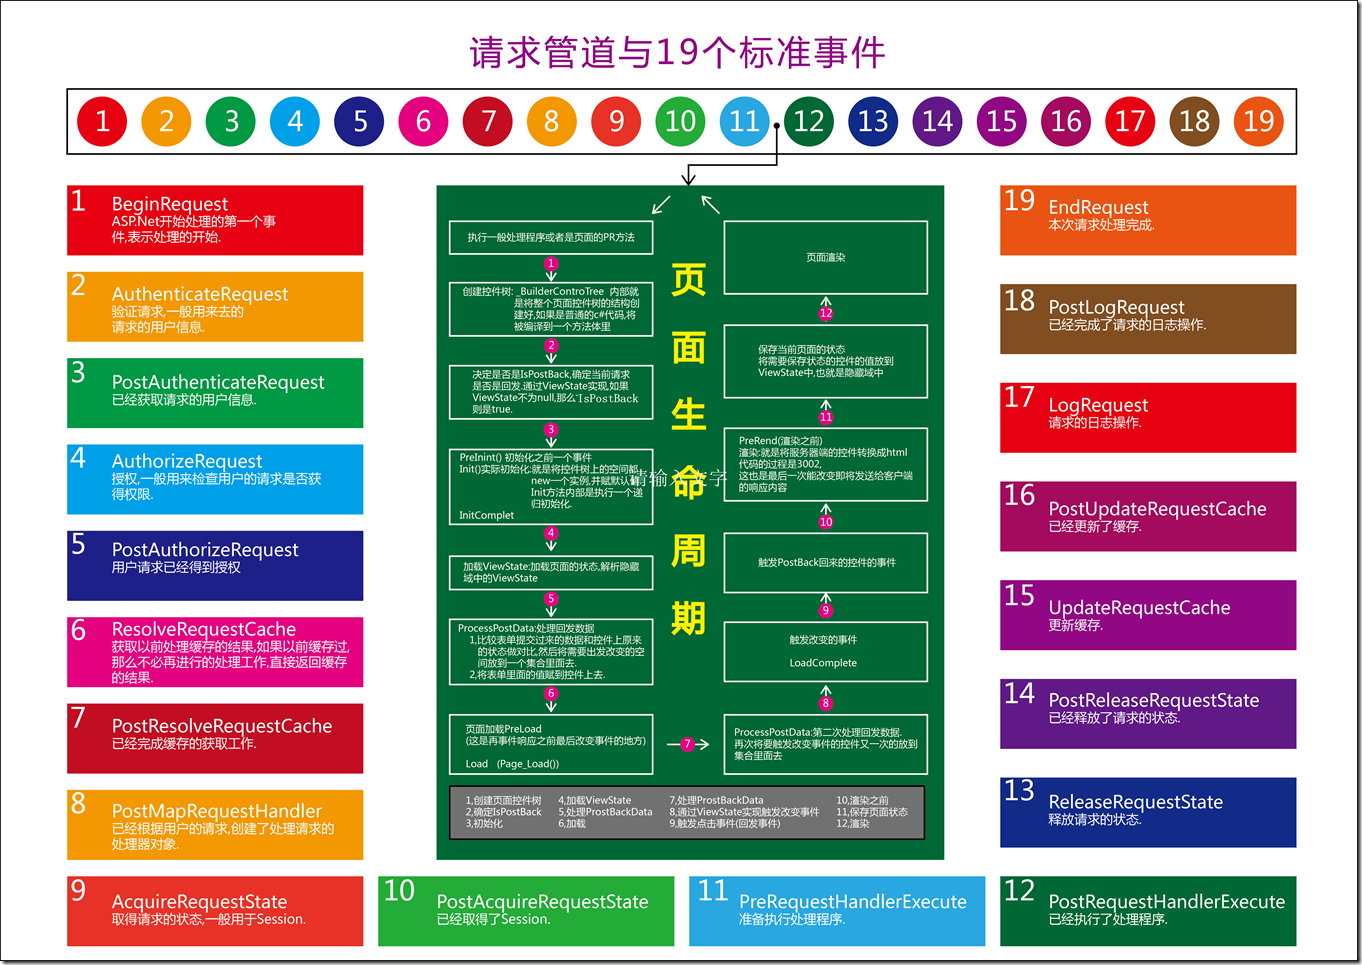 请求管道与19个标准事件
1 2 3 4 5 6 7 8 9 10 11 12 13 14 15 16 17 18 19
1
BeginRequest
ASP.Net开始处理的第一个事
件,表示处理的开始.
2
AuthenticateRequest
验证请求,一般用来去的
请求的用户信息.
3
PostAuthenticateRequest
已经获取请求的用户信息.
4
AuthorizeRequest
授权,一般用来检查用户的请求是否获
得权限.
5
PostAuthorizeRequest
用户请求已经得到授权
6
ResolveRequestCache
获取以前处理缓存的结果,如果以前缓存过,
那么不必再进行的处理工作,直接返回缓存
的结果.
7
PostResolveRequestCache
已经完成缓存的获取工作.
8
PostMapRequestHandler
已经根据用户的请求,创建了处理请求的
处理器对象.
9
AcquireRequestState
取得请求的状态,一般用于Session.
10
PostAcquireRequestState
已经取得了Session.
11
PreRequestHandlerExecute
准备执行处理程序.
12
PostRequestHandlerExecute
已经执行了处理程序.
19
EndRequest
本次请求处理完成.
18
PostLogRequest
已经完成了请求的日志操作.
17
LogRequest
请求的日志操作.
16
PostUpdateRequestCache
已经更新了缓存.
15
UpdateRequestCache
更新缓存.
14
PostReleaseRequestState
已经释放了请求的状态.
13
ReleaseRequestState
释放请求的状态.
页
面
生
命
周
期
请输入文字
执行一般处理程序或者是页面的PR方法
1
创建控件树: _BuilderControTree 内部就
是将整个页面控件树的结构创
建好,如果是普通的c#代码,将
被编译到一个方法体里
2
决定是否是IsPostBack,确定当前请求
是否是回发.通过ViewState实现,如果
ViewState不为null,那么'IsPostBack
则是true.
3
PreInint() 初始化之前一个事件
Init()实际初始化:就是将控件树上的空间都
new一个实例,并赋默认值
Init方法内部是执行一个递
归初始化.
InitComplet
4
加载ViewState:加载页面的状态,解析隐藏
域中的ViewState
5
ProcessPostData:处理回发数据
1,比较表单提交过来的数据和控件上原来
的状态做对比,然后将需要出发改变的空
间放到一个集合里面去.
2,将表单里面的值赋到控件上去.
6
页面加载PreLoad
(这是再事件响应之前最后改变事件的地方)
Load (Page_Load())
7
ProcessPostData:第二次处理回发数据.
再次将要触发改变事件的控件又一次的放到
集合里面去
8
触发改变的事件
LoadComplete
9
触发PostBack回来的控件的事件
10
PreRend(渲染之前)
渲染:就是将服务器端的控件转换成html
代码的过程是3002,
这也是最后一次能改变即将发送给客户端
的响应内容
11
保存当前页面的状态
将需要保存状态的控件的值放到
ViewState中,也就是隐藏域中
12
页面渲染
1,创建页面控件树 4,加载ViewState 7,处理ProstBackData 10,渲染之前
2,确定IsPostBack 5,处理ProstBackData 8,通过ViewState实现触发改变事件 11,保存页面状态
3,初始化 6,加载 9,触发点击事件(回发事件) 12,渲染